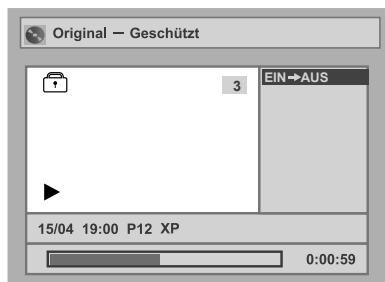 Original — Geschützt
3
EIN➔AUS
15/04 19:00 P12 XP
0:00:59